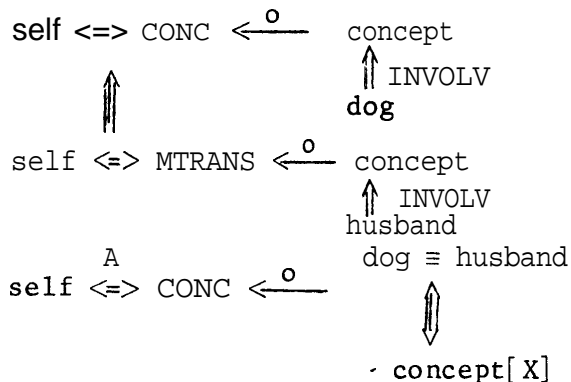 self <=> CONC <—o— concept
⇑ INVOLV
dog
⇑
self <=> MTRANS <—o— concept
⇑ INVOLV
husband
A dog ≡ husband
self <=> CONC <—o—
⇕
concept[X]